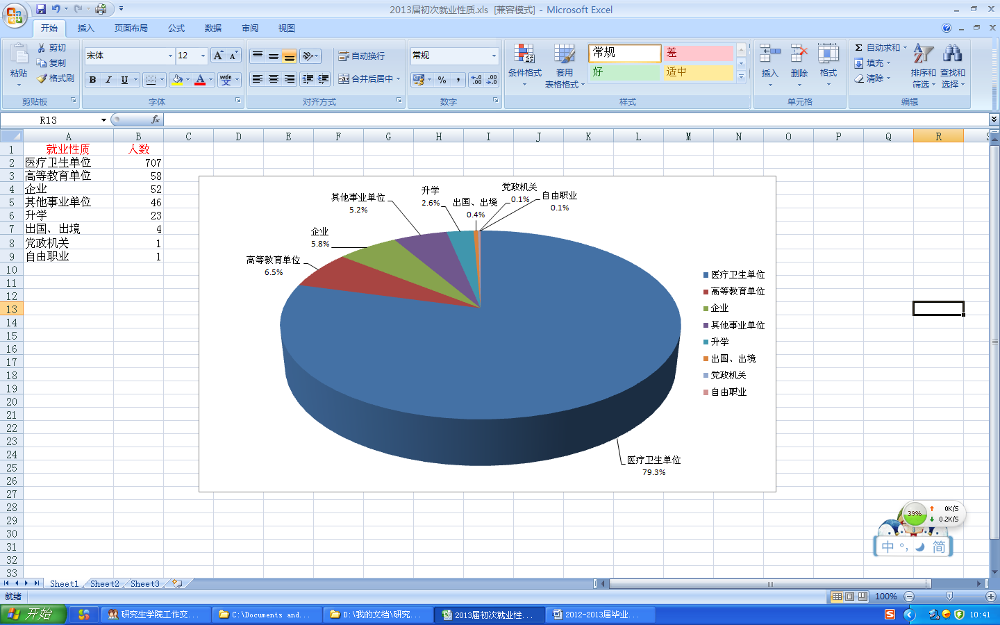 2013届初次就业性质.xls [兼容模式] - Microsoft Excel
开始 插入 页面布局 公式 数据 审阅 视图
粘贴 剪切 复制 格式刷 剪贴板
宋体 12 B I U A wén 变 字体
自动换行 合并后居中 对齐方式
常规 % , 数字
条件格式 套用 表格格式 常规 差 好 适中 样式
插入 删除 格式 单元格
Σ 自动求和 填充 清除 排序和 筛选 查找和 选择 编辑
R13 fx
A B C D E F G H I J K L M N O P Q R S
1 就业性质 人数
2 医疗卫生单位 707
3 高等教育单位 58
4 企业 52
5 其他事业单位 46
6 升学 23
7 出国、出境 4
8 党政机关 1
9 自由职业 1
10
11
12
13
14
15
16
17
18
19
20
21
22
23
24
25
26
27
28
29
30
31
32
33
党政机关
0.1%
自由职业
0.1%
升学
2.6%
其他事业单位
5.2%
出国、出境
0.4%
企业
5.8%
高等教育单位
6.5%
医疗卫生单位
高等教育单位
企业
其他事业单位
升学
出国、出境
党政机关
自由职业
医疗卫生单位
79.3%
39% 0K/S
0.2K/S
中 °, 简
Sheet1 Sheet2 Sheet3
就绪 100%
开始 研究生学院工作交... C:\Documents and... D:\我的文档\研究... 2013届初次就业性... 2012-2013届毕业... S 10:41